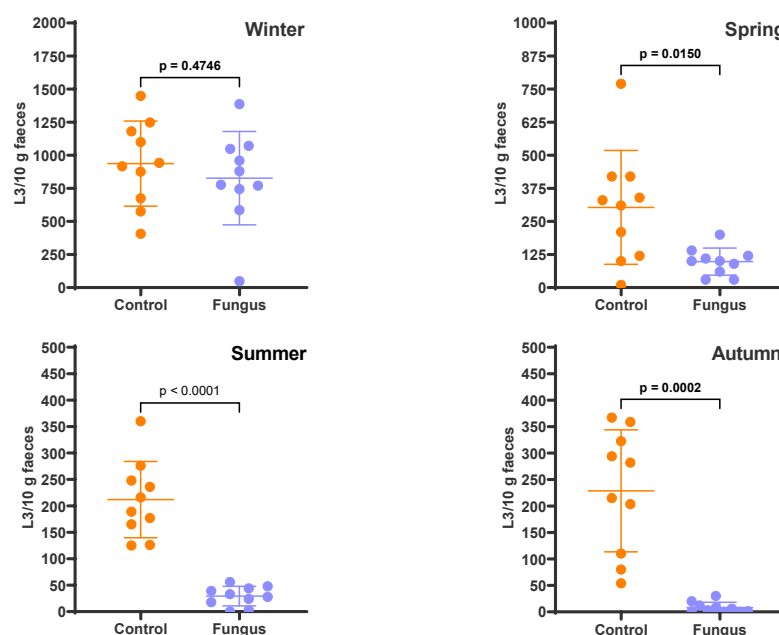 Winter
p = 0.4746
L3/10 g faeces
2000
1750
1500
1250
1000
750
500
250
0
Control
Fungus
Spring
p = 0.0150
L3/10 g faeces
1000
875
750
625
500
375
250
125
0
Control
Fungus
Summer
p < 0.0001
L3/10 g faeces
500
450
400
350
300
250
200
150
100
50
0
Control
Fungus
Autumn
p = 0.0002
L3/10 g faeces
500
450
400
350
300
250
200
150
100
50
0
Control
Fungus